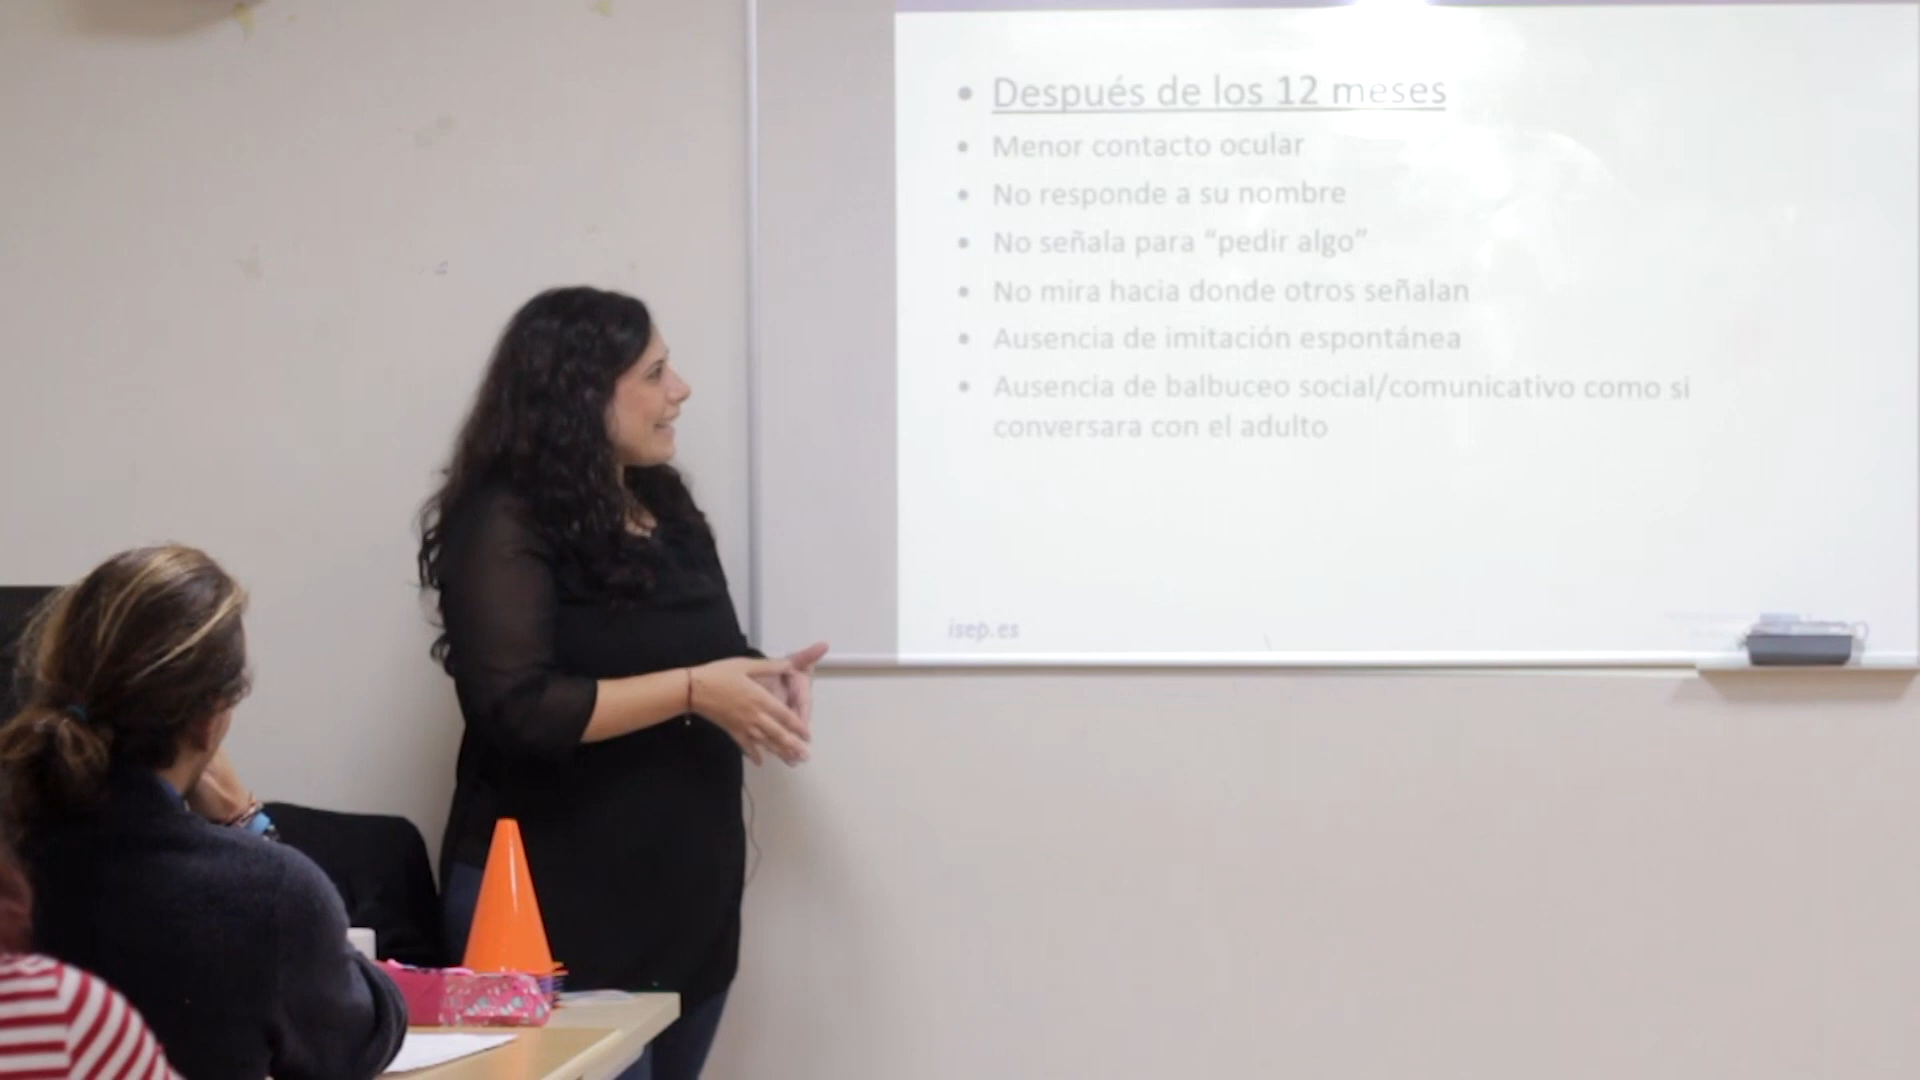 • Después de los 12 meses
• Menor contacto ocular
• No responde a su nombre
• No señala para “pedir algo”
• No mira hacia donde otros señalan
• Ausencia de imitación espontánea
• Ausencia de balbuceo social/comunicativo como si
conversara con el adulto
isep.es